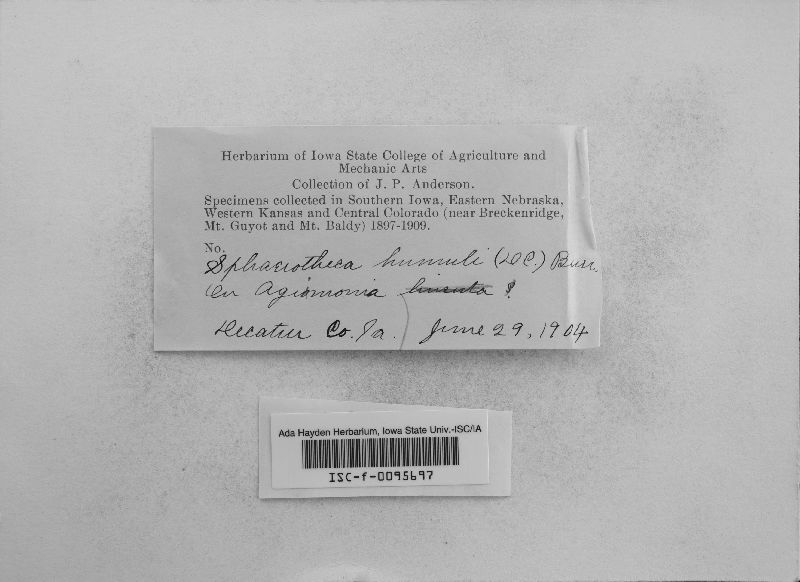 Herbarium of Iowa State College of Agriculture and
Mechanic Arts
Collection of J. P. Anderson.
Specimens collected in Southern Iowa, Eastern Nebraska,
Western Kansas and Central Colorado (near Breckenridge,
Mt. Guyot and Mt. Baldy) 1897-1909.
No.
Sphaerotheca humuli (DC.) Burr.
On Agrimonia
Decatur Co. Ia. June 29, 1904
Ada Hayden Herbarium, Iowa State Univ.-ISC/IA
ISC-f-0095697